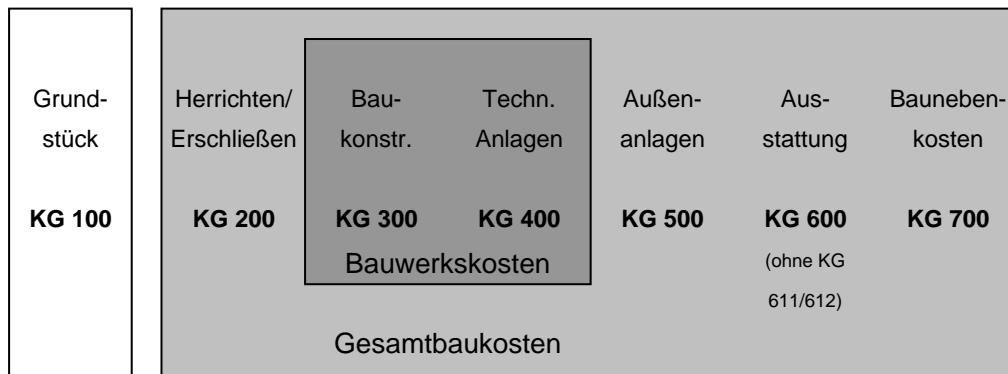 Grund-
stück
KG 100
Herrichten/
Erschließen
KG 200
Bau-
konstr.
KG 300
Techn.
Anlagen
KG 400
Bauwerkskosten
Außen-
anlagen
KG 500
Aus-
stattung
KG 600
(ohne KG
611/612)
Bauneben-
kosten
KG 700
Gesamtbaukosten